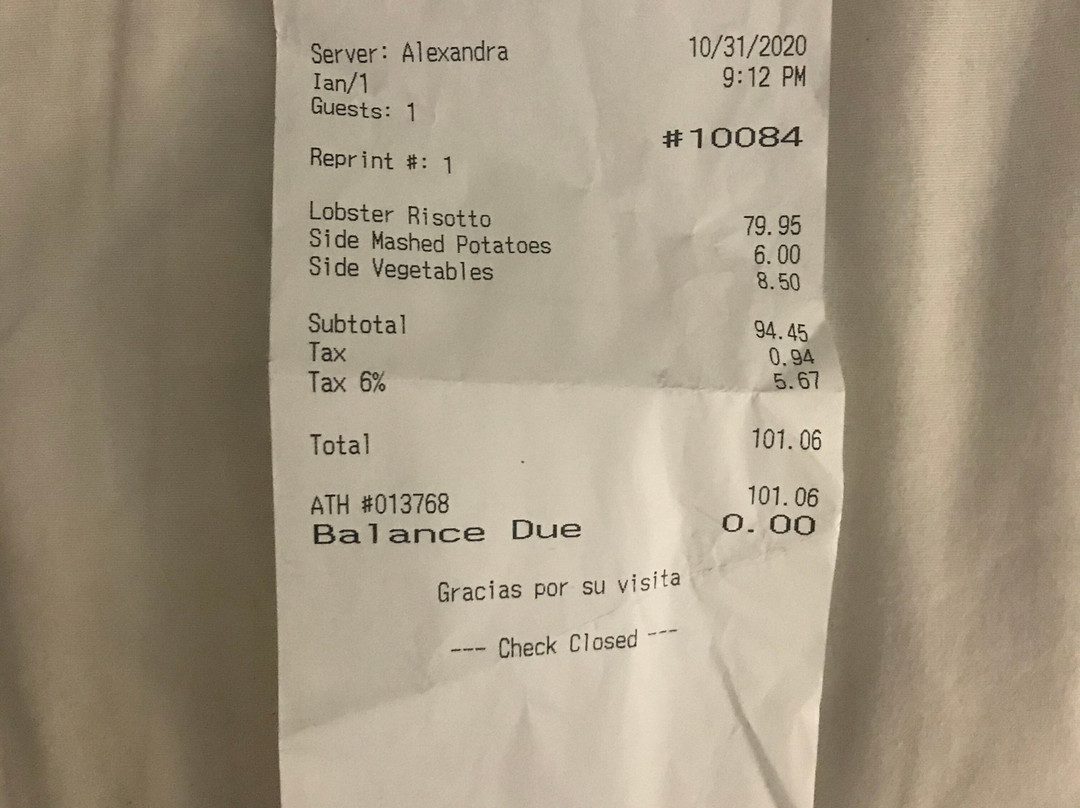 Server: Alexandra 10/31/2020
Ian/1 9:12 PM
Guests: 1
#10084
Reprint #: 1
Lobster Risotto 79.95
Side Mashed Potatoes 6.00
Side Vegetables 8.50
Subtotal 94.45
Tax 0.94
Tax 6% 5.67
Total 101.06
ATH #013768 101.06
Balance Due 0.00
Gracias por su visita
--- Check Closed ---